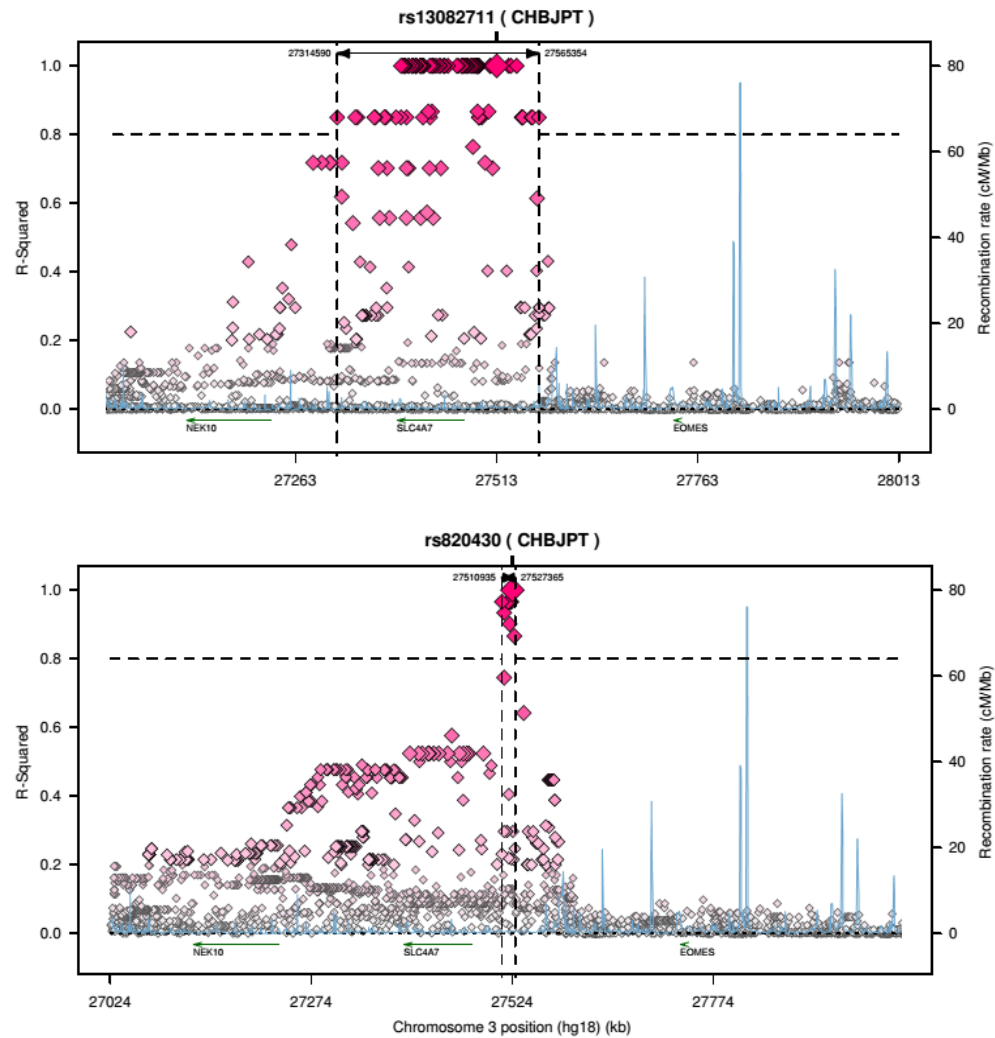 rs13082711 ( CHBJPT )
27314590 27565354
1.0 80
0.8
60
0.6
40
0.4
20
0.2
0.0 0
R-Squared
Recombination rate (cM/Mb)
NEK10 SLC4A7 EOMES
27263 27513 27763 28013
rs820430 ( CHBJPT )
27510935 27527365
1.0 80
0.8
60
0.6
40
0.4
20
0.2
0.0 0
R-Squared
Recombination rate (cM/Mb)
NEK10 SLC4A7 EOMES
27024 27274 27524 27774
Chromosome 3 position (hg18) (kb)